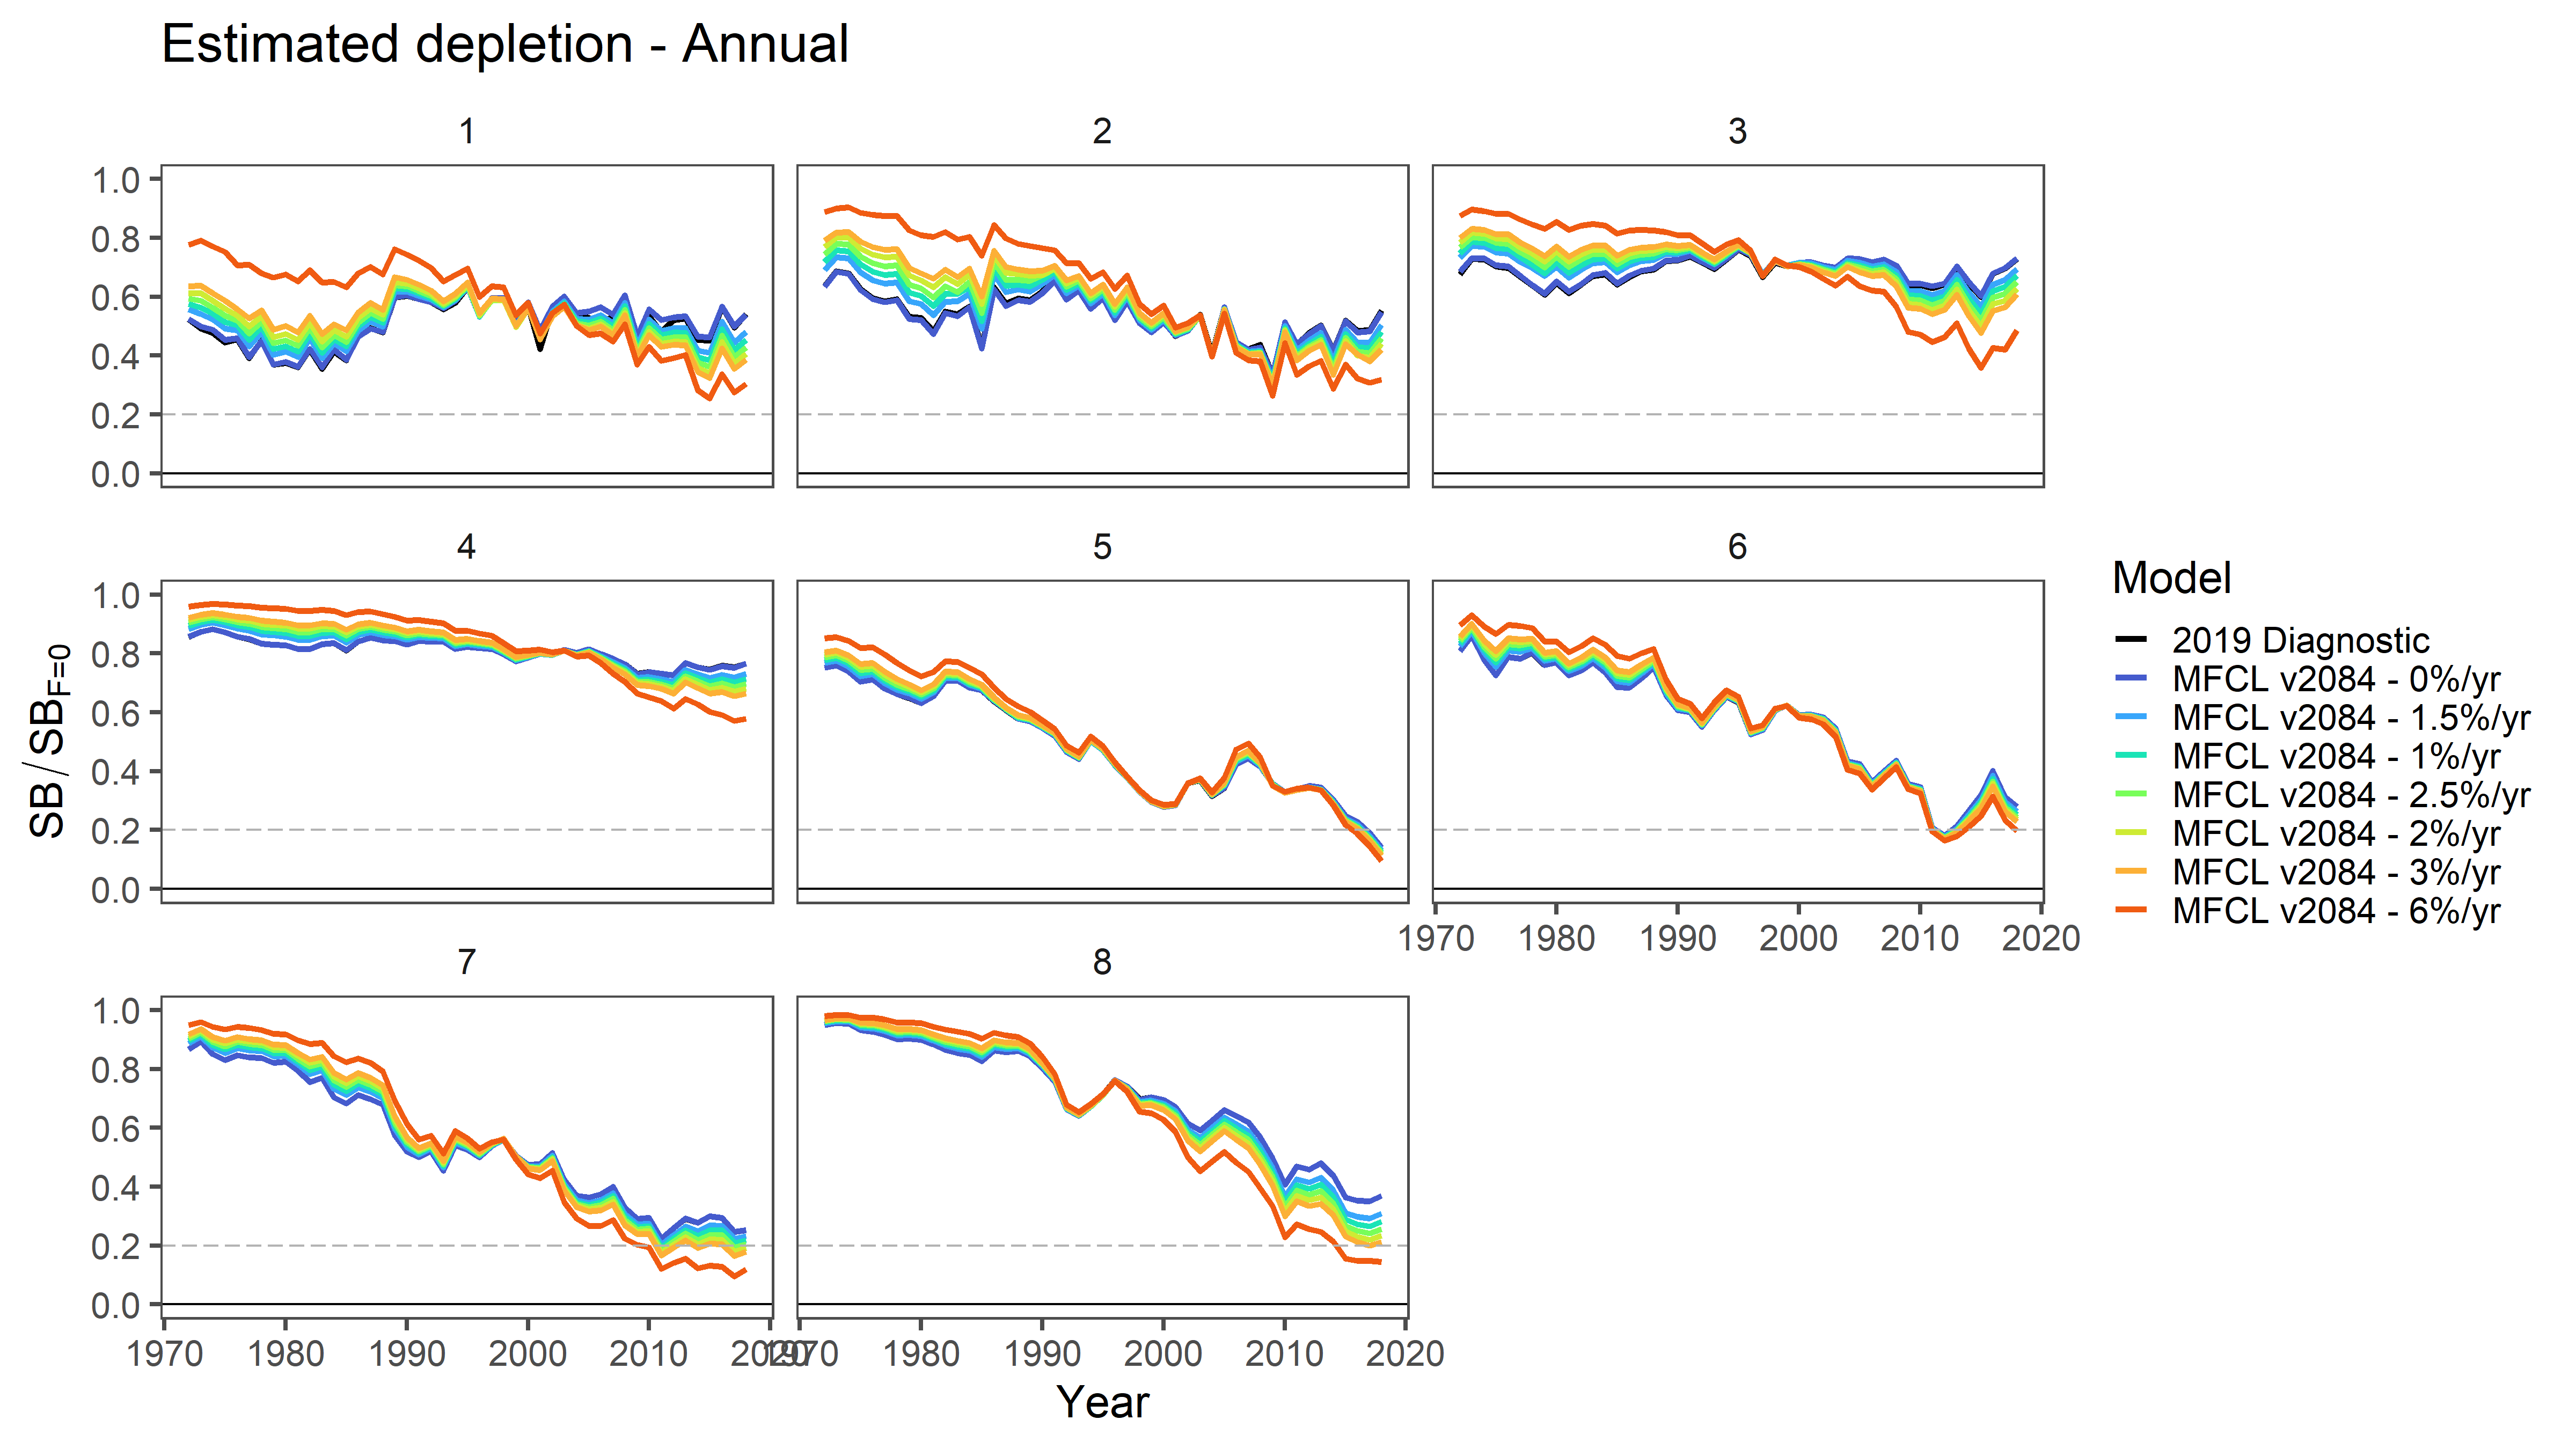 Estimated depletion - Annual
1
2
3
1.0
0.8
0.6
0.4
0.2
0.0
4
5
6
1.0
0.8
0.6
0.4
0.2
0.0
1970 1980 1990 2000 2010 2020
7
8
1.0
0.8
0.6
0.4
0.2
0.0
1970 1980 1990 2000 2010 2020
1970 1980 1990 2000 2010 2020
Year
SB / SBF=0
Model
2019 Diagnostic
MFCL v2084 - 0%/yr
MFCL v2084 - 1.5%/yr
MFCL v2084 - 1%/yr
MFCL v2084 - 2.5%/yr
MFCL v2084 - 2%/yr
MFCL v2084 - 3%/yr
MFCL v2084 - 6%/yr